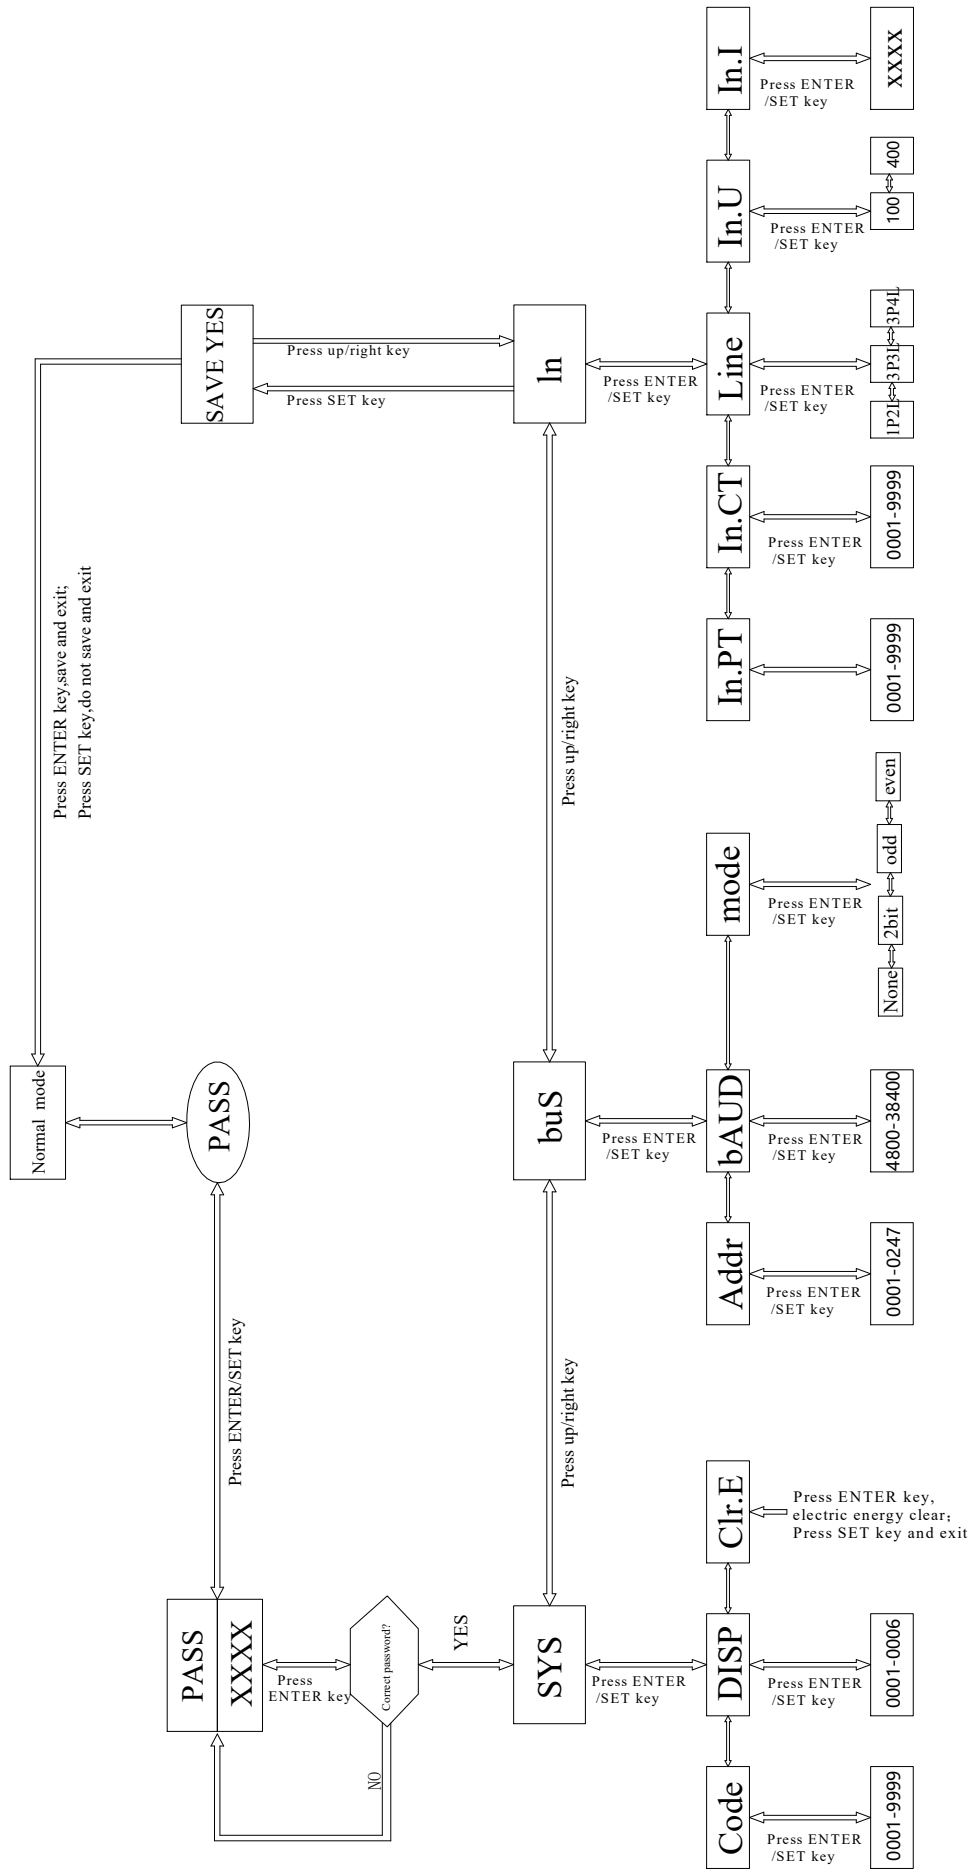 Normal mode
Press ENTER key,save and exit;
Press SET key,do not save and exit
PASS
XXXX
Press ENTER/SET key
PASS
SAVE YES
Press
ENTER key
Correct password?
NO
YES
Press SET key
Press up/right key
SYS
Press up/right key
buS
Press up/right key
ln
Press ENTER
/SET key
Press ENTER
/SET key
Press ENTER
/SET key
Code
DISP
Clr.E
Addr
bAUD
mode
In.PT
In.CT
Line
In.U
In.I
Press ENTER
/SET key
Press ENTER
/SET key
Press ENTER key,
electric energy clear;
Press SET key and exit
Press ENTER
/SET key
Press ENTER
/SET key
Press ENTER
/SET key
Press ENTER
/SET key
Press ENTER
/SET key
Press ENTER
/SET key
Press ENTER
/SET key
0001-9999
0001-0006
0001-0247
4800-38400
None
2bit
odd
even
0001-9999
0001-9999
1P2L
3P3L
3P4L
100
400
XXXX